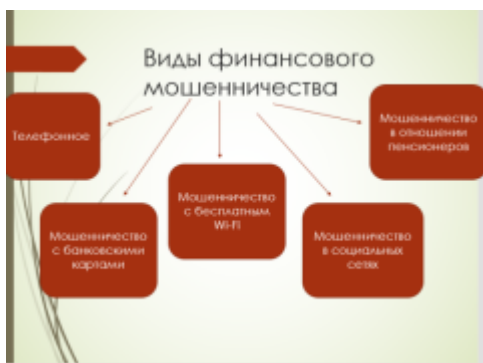 Виды финансового
мошенничества
Телефонное
Мошенничество
с банковскими
картами
Мошенничество
с бесплатным
Wi-Fi
Мошенничество
в социальных
сетях
Мошенничество
в отношении
пенсионеров